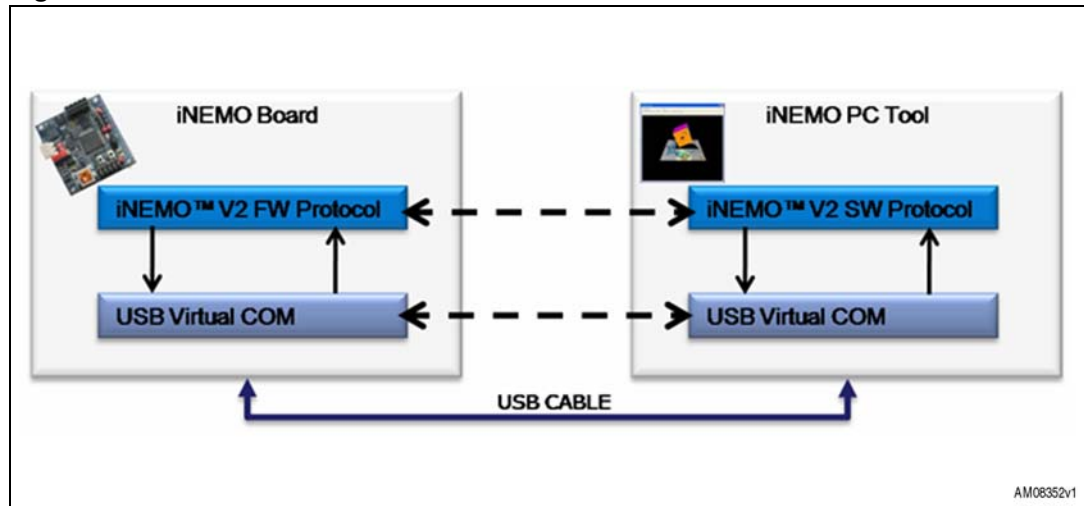 iNEMO Board
iNEMO PC Tool
iNEMO™ V2 FW Protocol
iNEMO™ V2 SW Protocol
USB Virtual COM
USB Virtual COM
USB CABLE
AM08352v1